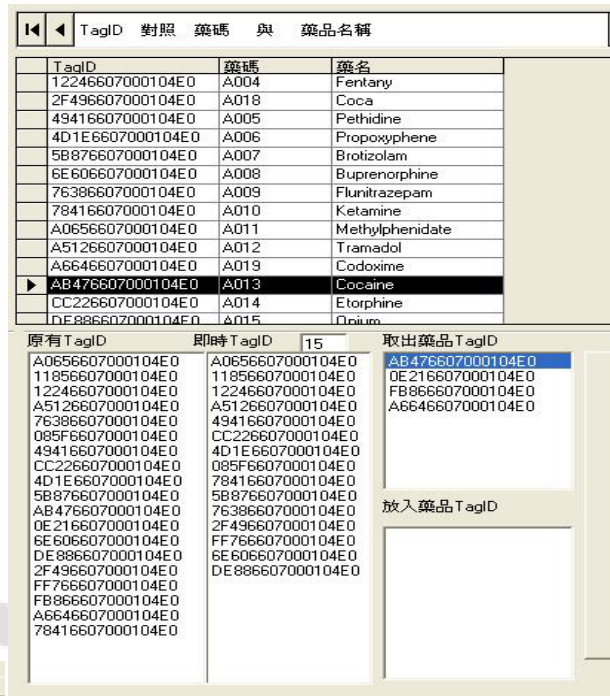 TagID 對照 藥碼 與 藥品名稱
TagID 藥碼 藥名
12246607000104E0 A004 Fentany
2F496607000104E0 A018 Coca
49416607000104E0 A005 Pethidine
4D1E6607000104E0 A006 Propoxyphene
5B876607000104E0 A007 Brotizolam
6E606607000104E0 A008 Buprenorphine
76386607000104E0 A009 Flunitrazepam
78416607000104E0 A010 Ketamine
A0656607000104E0 A011 Methylphenidate
A5126607000104E0 A012 Tramadol
A6646607000104E0 A019 Codoxime
AB476607000104E0 A013 Cocaine
CC226607000104E0 A014 Etorphine
DE886607000104E0 A015 Opium
原有TagID 即時TagID 15 取出藥品TagID
A0656607000104E0 A0656607000104E0 AB476607000104E0
11856607000104E0 11856607000104E0 0E216607000104E0
12246607000104E0 12246607000104E0 FB866607000104E0
A5126607000104E0 A5126607000104E0 A6646607000104E0
76386607000104E0 49416607000104E0
085F6607000104E0 CC226607000104E0
49416607000104E0 4D1E6607000104E0
CC226607000104E0 085F6607000104E0
4D1E6607000104E0 78416607000104E0
5B876607000104E0 5B876607000104E0
AB476607000104E0 76386607000104E0 放入藥品TagID
0E216607000104E0 2F496607000104E0
6E606607000104E0 FF766607000104E0
DE886607000104E0 6E606607000104E0
2F496607000104E0 DE886607000104E0
FF766607000104E0
FB866607000104E0
A6646607000104E0
78416607000104E0